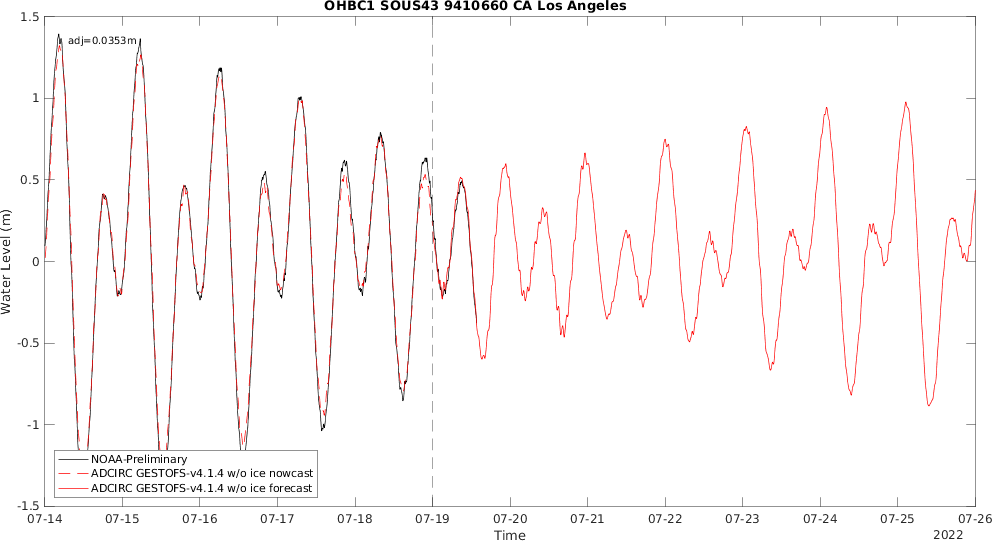 OHBC1 SOUS43 9410660 CA Los Angeles
adj=0.0353m
1.5
1
0.5
0
-0.5
-1
-1.5
Water Level (m)
NOAA-Preliminary
ADCIRC GESTOFS-v4.1.4 w/o ice nowcast
ADCIRC GESTOFS-v4.1.4 w/o ice forecast
07-14 07-15 07-16 07-17 07-18 07-19 07-20 07-21 07-22 07-23 07-24 07-25 07-26
Time
2022